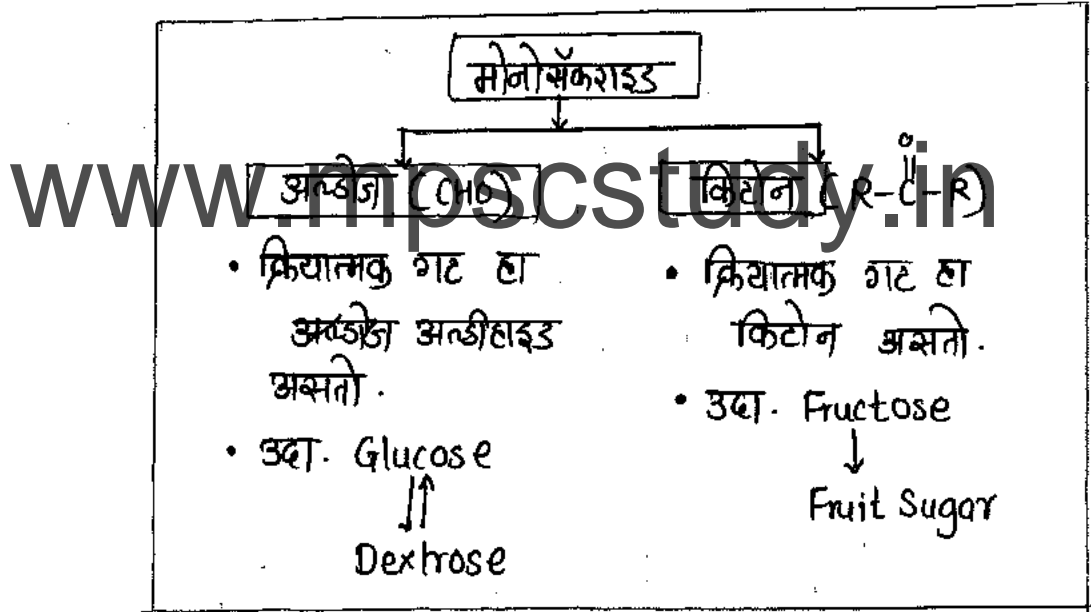 मोनोसॅकराइड
अल्डोज (CHO)
• क्रियात्मक गट हा
अल्डोज अल्डीहाइड
असतो.
• उदा. Glucose
Dextrose
किटोन (R-C-R)
O
• क्रियात्मक गट हा
किटोन असतो.
• उदा. Fructose
Fruit Sugar
www.mpscstudy.in